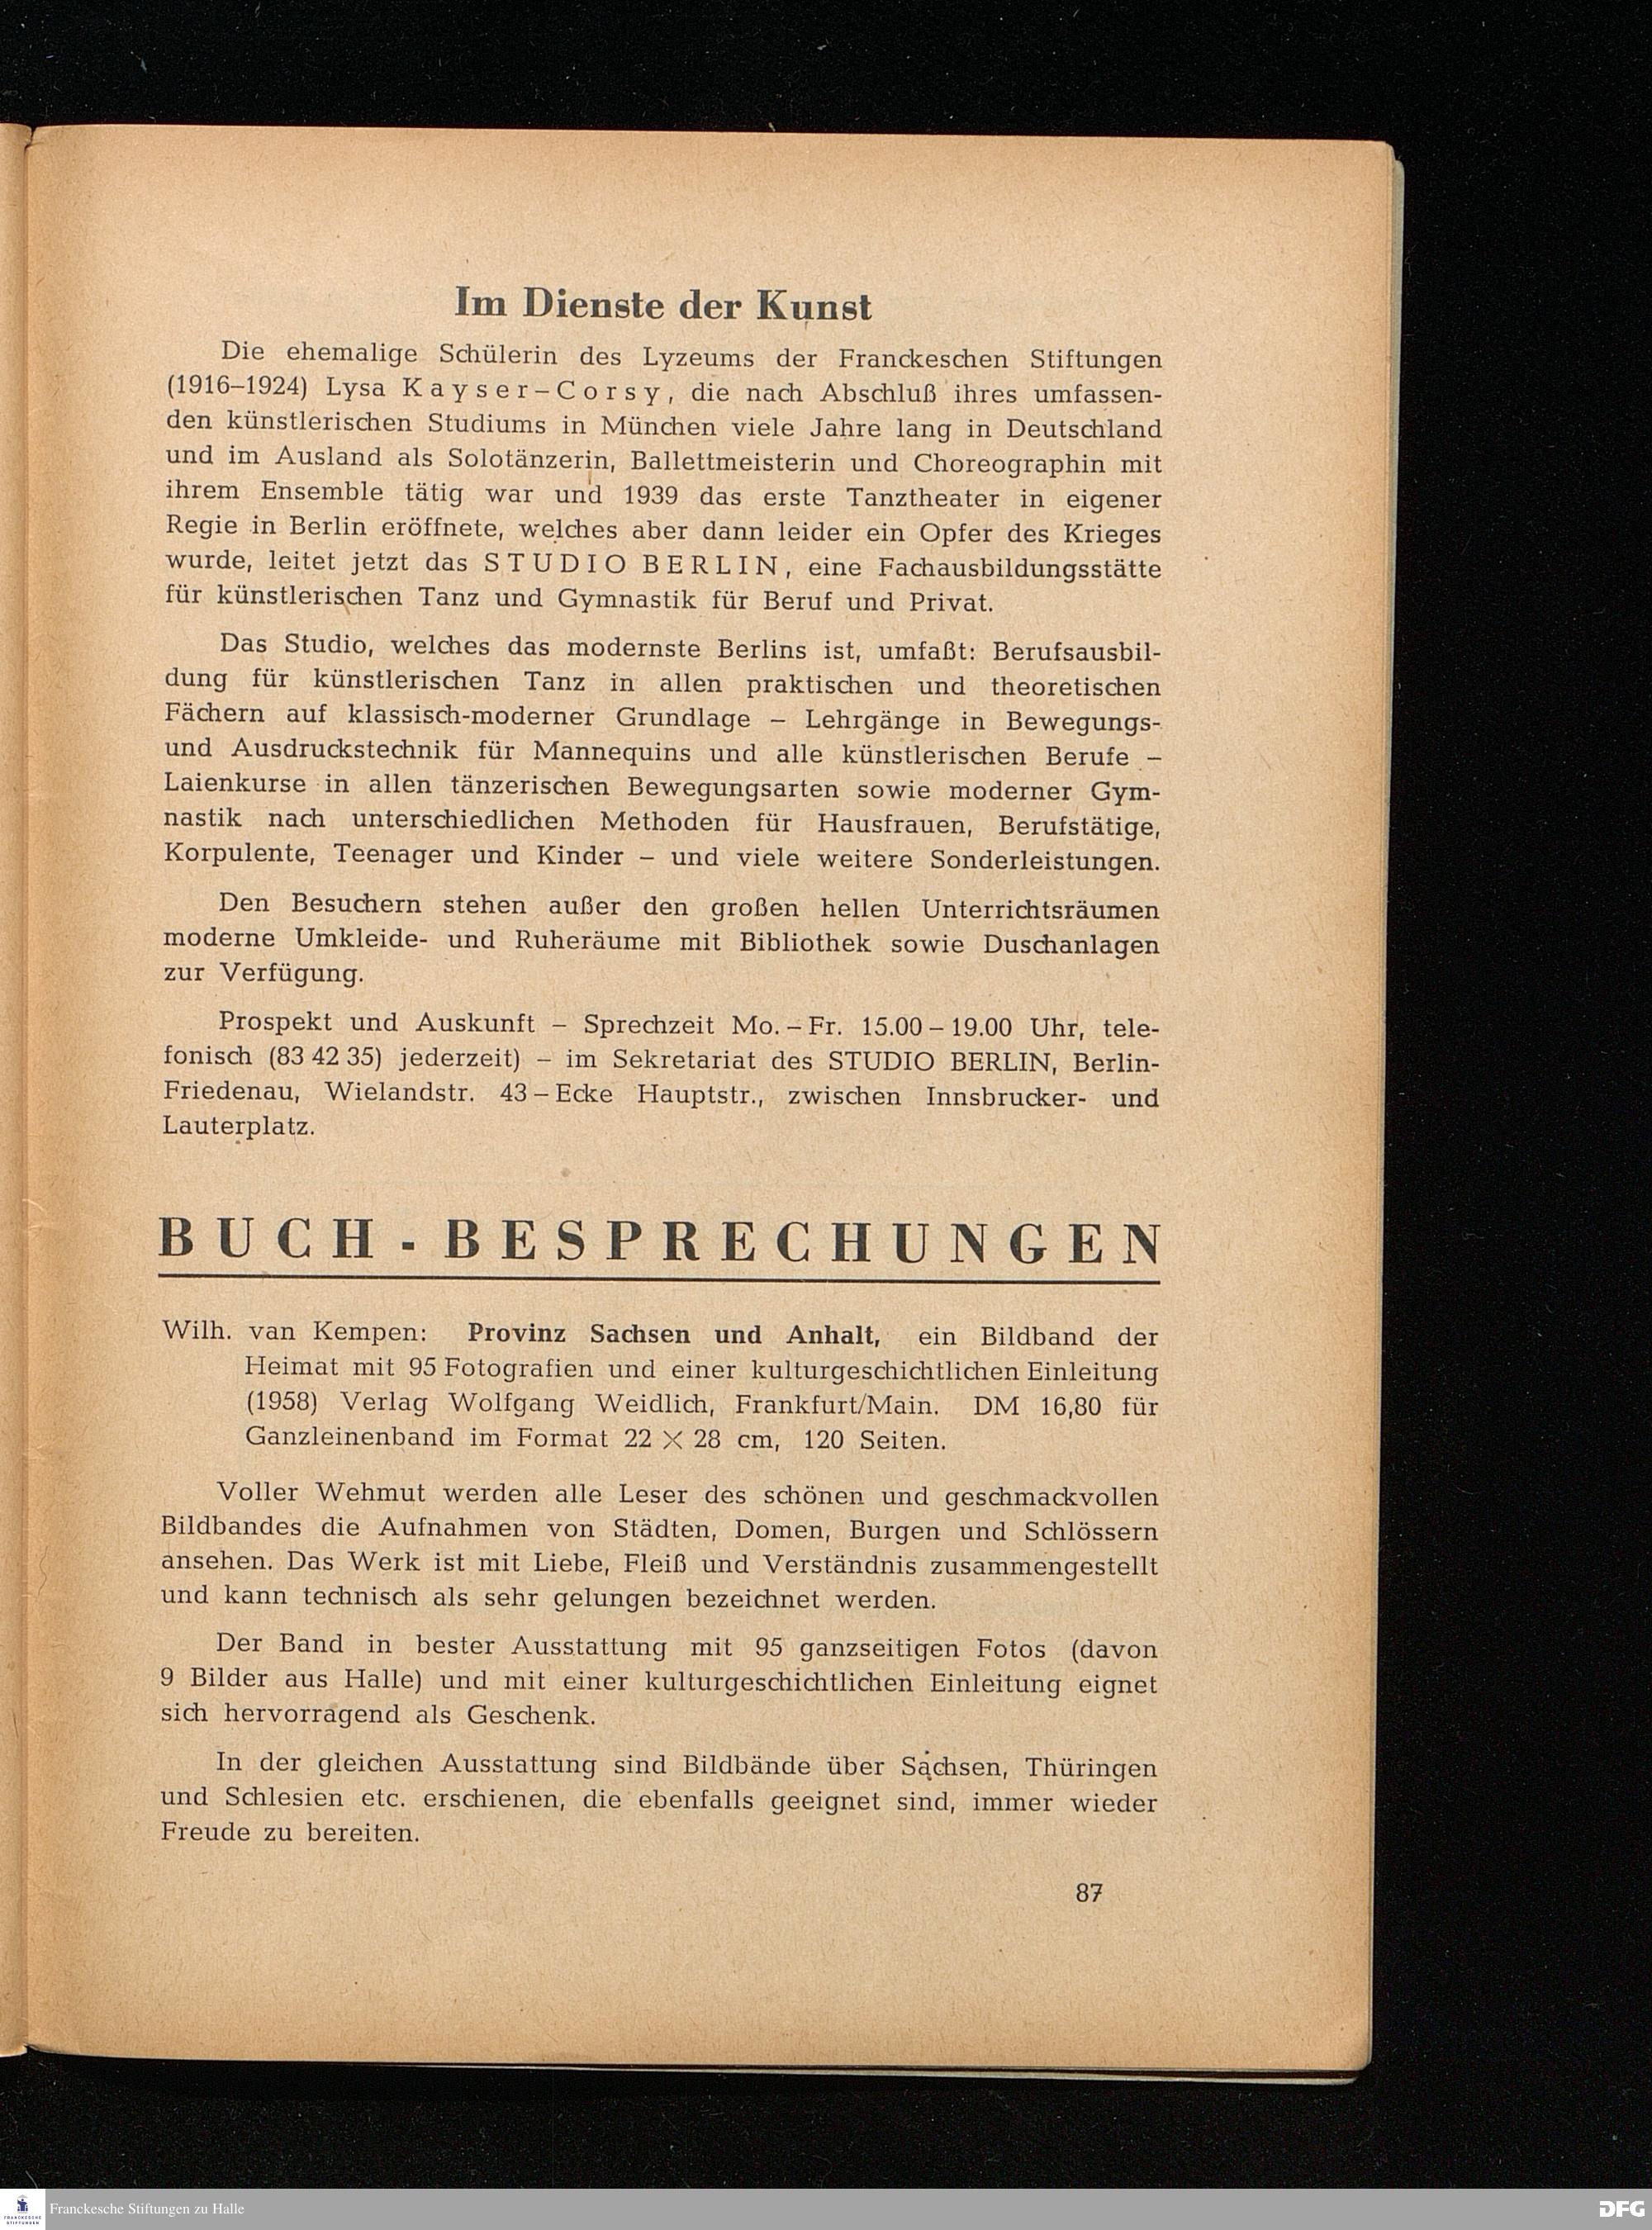 Im Dienste der Kunst
Die ehemalige Schülerin des Lyzeums der Franckeschen Stiftungen
(1916–1924) Lysa Kayser–Corsy, die nach Abschluß ihres umfassen-
den künstlerischen Studiums in München viele Jahre lang in Deutschland
und im Ausland als Solotänzerin, Ballettmeisterin und Choreographin mit
ihrem Ensemble tätig war und 1939 das erste Tanztheater in eigener
Regie in Berlin eröffnete, welches aber dann leider ein Opfer des Krieges
wurde, leitet jetzt das STUDIO BERLIN, eine Fachausbildungsstätte
für künstlerischen Tanz und Gymnastik für Beruf und Privat.
Das Studio, welches das modernste Berlins ist, umfaßt: Berufsausbil-
dung für künstlerischen Tanz in allen praktischen und theoretischen
Fächern auf klassisch-moderner Grundlage – Lehrgänge in Bewegungs-
und Ausdruckstechnik für Mannequins und alle künstlerischen Berufe –
Laienkurse in allen tänzerischen Bewegungsarten sowie moderner Gym-
nastik nach unterschiedlichen Methoden für Hausfrauen, Berufstätige,
Korpulente, Teenager und Kinder – und viele weitere Sonderleistungen.
Den Besuchern stehen außer den großen hellen Unterrichtsräumen
moderne Umkleide- und Ruheräume mit Bibliothek sowie Duschanlagen
zur Verfügung.
Prospekt und Auskunft – Sprechzeit Mo. – Fr. 15.00 – 19.00 Uhr, tele-
fonisch (83 42 35) jederzeit) – im Sekretariat des STUDIO BERLIN, Berlin-
Friedenau, Wielandstr. 43 – Ecke Hauptstr., zwischen Innsbrucker- und
Lauterplatz.
BUCH-BESPRECHUNGEN
Wilh. van Kempen: Provinz Sachsen und Anhalt, ein Bildband der
Heimat mit 95 Fotografien und einer kulturgeschichtlichen Einleitung
(1958) Verlag Wolfgang Weidlich, Frankfurt/Main. DM 16,80 für
Ganzleinenband im Format 22 × 28 cm, 120 Seiten.
Voller Wehmut werden alle Leser des schönen und geschmackvollen
Bildbandes die Aufnahmen von Städten, Domen, Burgen und Schlössern
ansehen. Das Werk ist mit Liebe, Fleiß und Verständnis zusammengestellt
und kann technisch als sehr gelungen bezeichnet werden.
Der Band in bester Ausstattung mit 95 ganzseitigen Fotos (davon
9 Bilder aus Halle) und mit einer kulturgeschichtlichen Einleitung eignet
sich hervorragend als Geschenk.
In der gleichen Ausstattung sind Bildbände über Sachsen, Thüringen
und Schlesien etc. erschienen, die ebenfalls geeignet sind, immer wieder
Freude zu bereiten.
87
FRANCKESCHE
STIFTUNGEN
Franckesche Stiftungen zu Halle
DFG